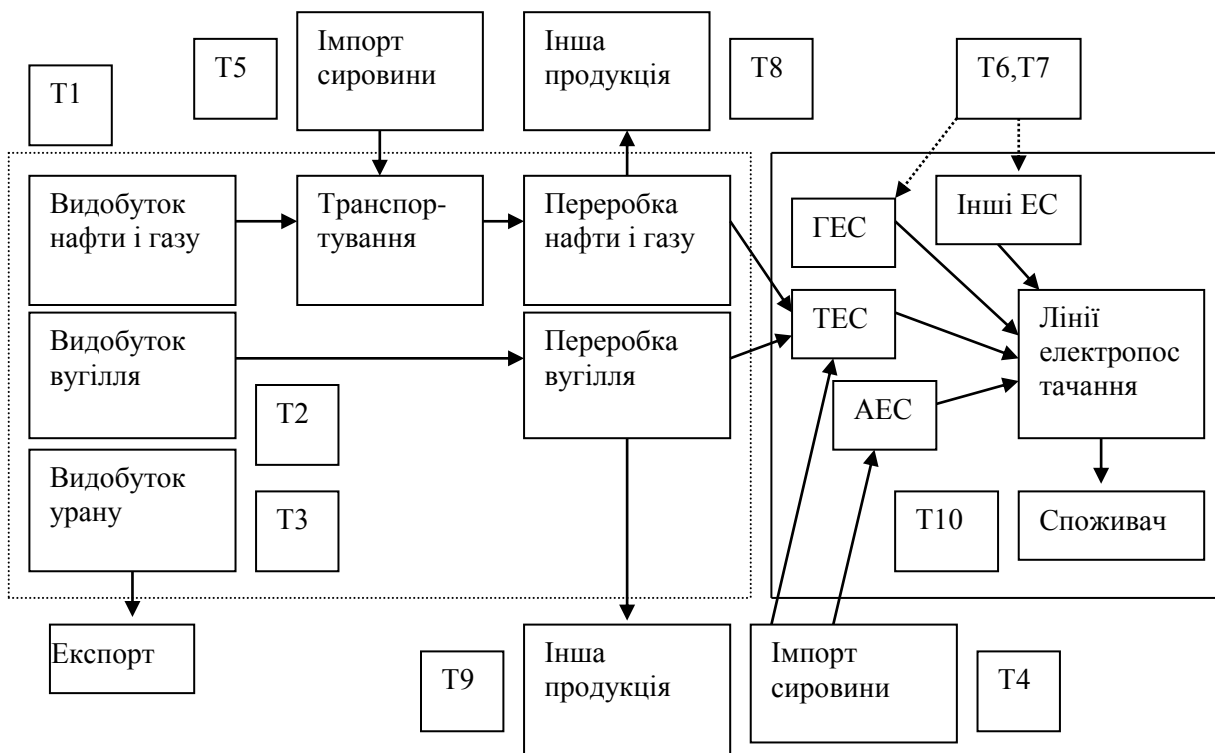 Т1
Т5
Імпорт
сировини
Інша
продукція
Т8
Т6,Т7
Видобуток
нафти і газу
Транспор-
тування
Переробка
нафти і газу
ГЕС
Інші ЕС
Видобуток
вугілля
Переробка
вугілля
ТЕС
Лінії
електропос
тачання
АЕС
Т2
Видобуток
урану
Т3
Т10
Споживач
Експорт
Т9
Інша
продукція
Імпорт
сировини
Т4